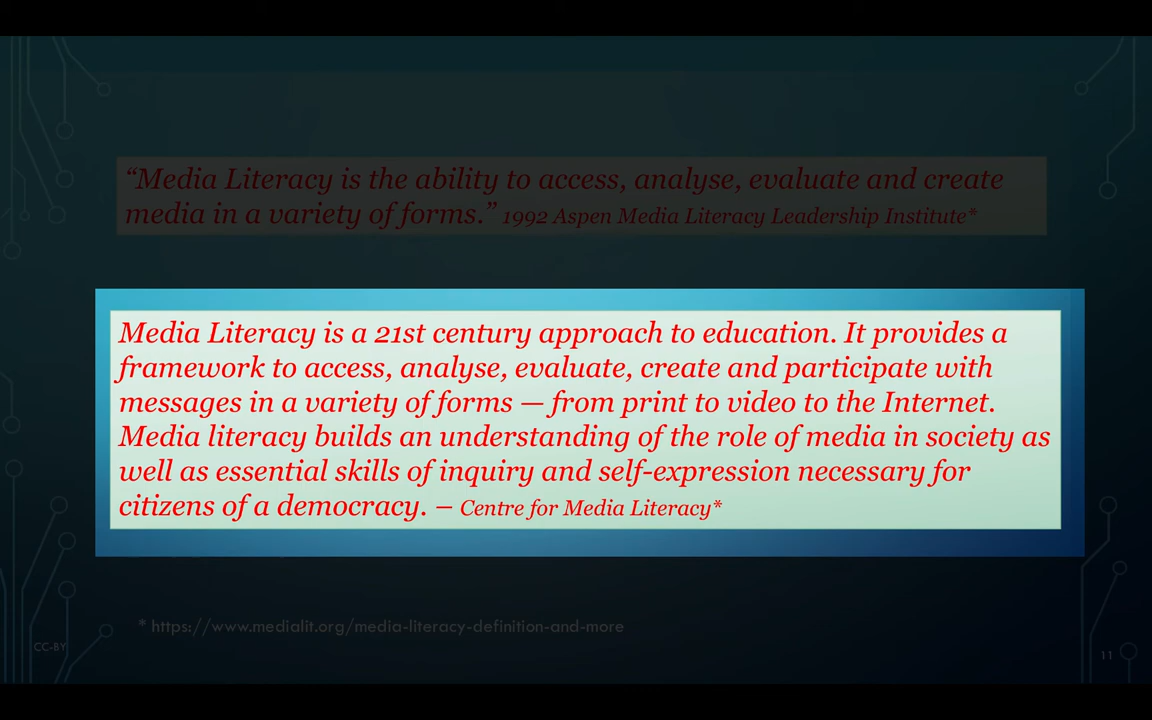 “Media Literacy is the ability to access, analyse, evaluate and create
media in a variety of forms.” 1992 Aspen Media Literacy Leadership Institute*
Media Literacy is a 21st century approach to education. It provides a
framework to access, analyse, evaluate, create and participate with
messages in a variety of forms — from print to video to the Internet.
Media literacy builds an understanding of the role of media in society as
well as essential skills of inquiry and self-expression necessary for
citizens of a democracy. – Centre for Media Literacy*
* https://www.medialit.org/media-literacy-definition-and-more
CC-BY
11